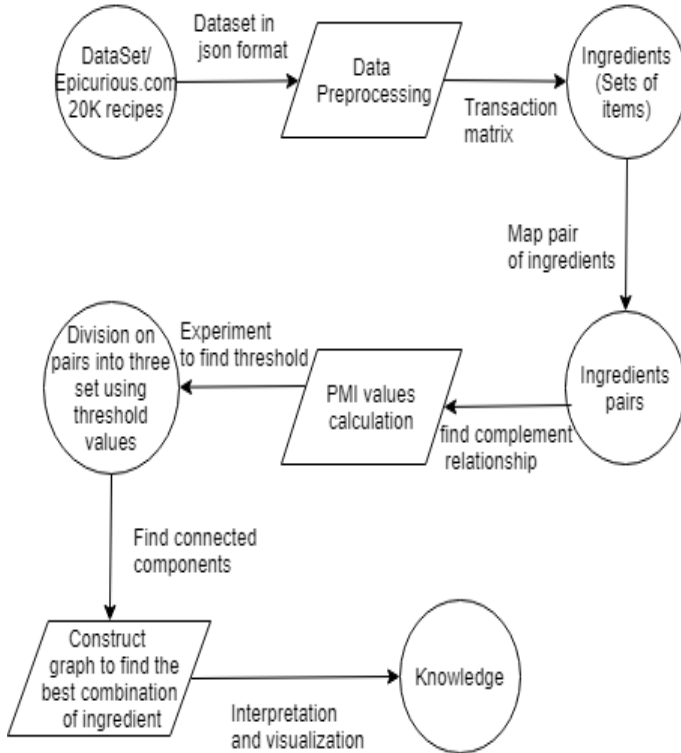 DataSet/
Epicurious.com
20K recipes
Dataset in
json format
Data
Preprocessing
Transaction
matrix
Ingredients
(Sets of
items)
Map pair
of ingredients
Ingredients
pairs
find complement
relationship
PMI values
calculation
Experiment
to find threshold
Division on
pairs into three
set using
threshold
values
Find connected
components
Construct
graph to find the
best combination
of ingredient
Interpretation
and visualization
Knowledge